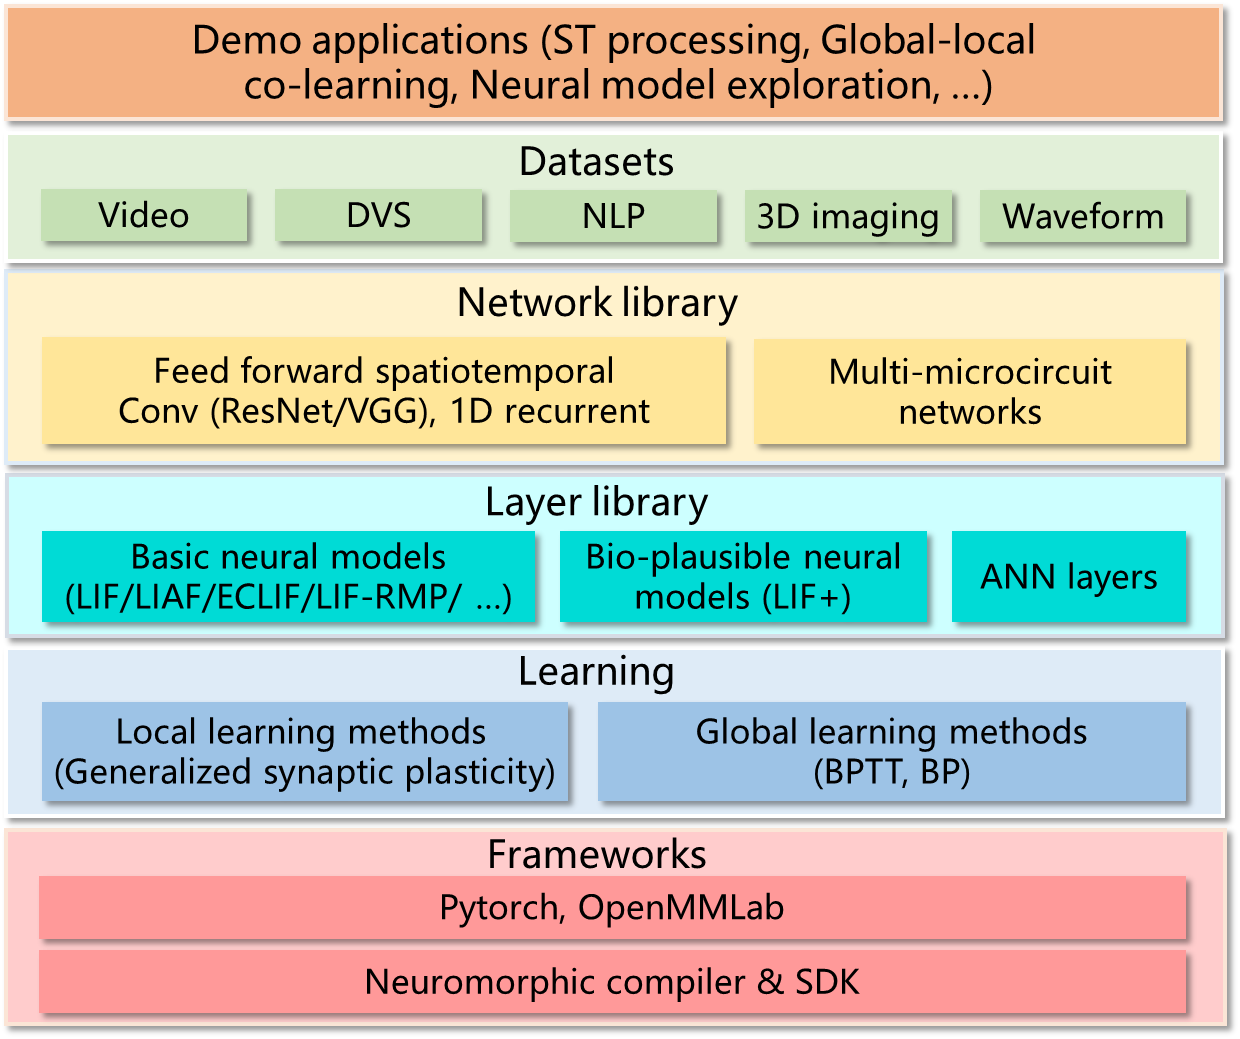 Demo applications (ST processing, Global-local
co-learning, Neural model exploration, ...)
Datasets
Video
DVS
NLP
3D imaging
Waveform
Network library
Feed forward spatiotemporal
Conv (ResNet/VGG), 1D recurrent
Multi-microcircuit
networks
Layer library
Basic neural models
(LIF/LIAF/ECLIF/LIF-RMP/ ...)
Bio-plausible neural
models (LIF+)
ANN layers
Learning
Local learning methods
(Generalized synaptic plasticity)
Global learning methods
(BPTT, BP)
Frameworks
Pytorch, OpenMMLab
Neuromorphic compiler & SDK